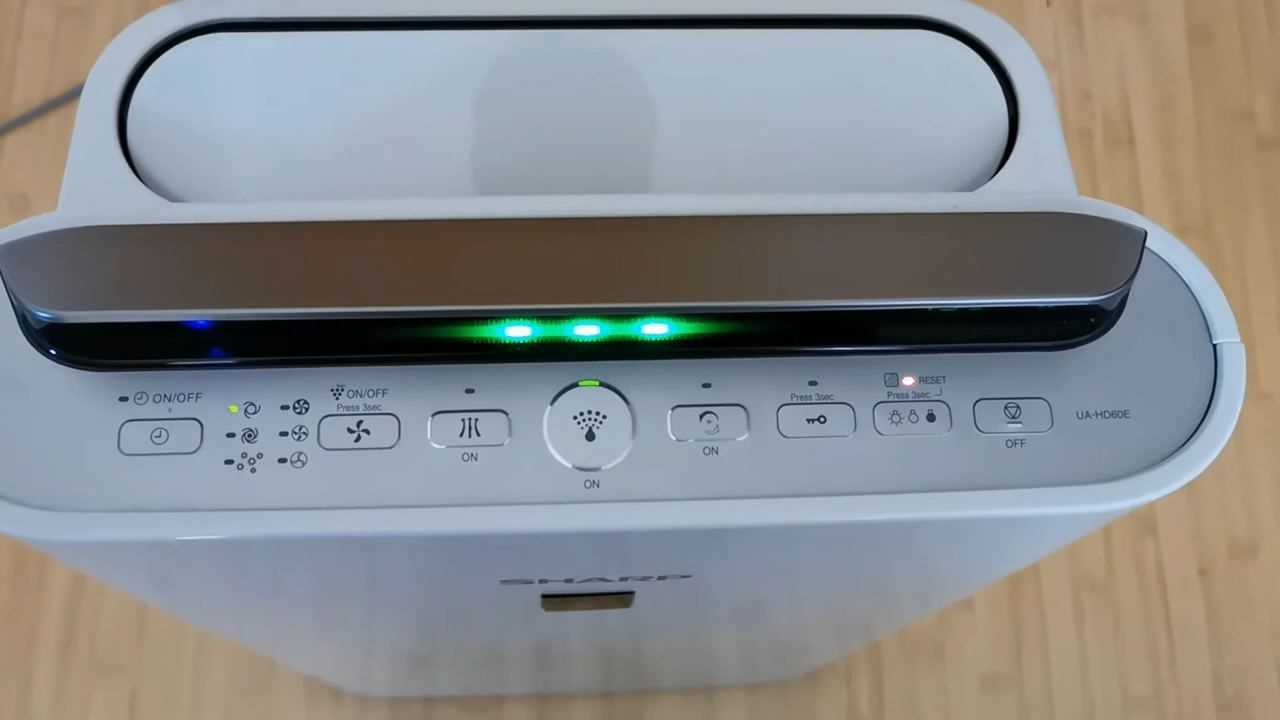 ON/OFF
ON/OFF
Press 3sec.
ON
ON
ON
Press 3sec.
RESET
Press 3sec.
OFF
UA-HD60E
SHARP